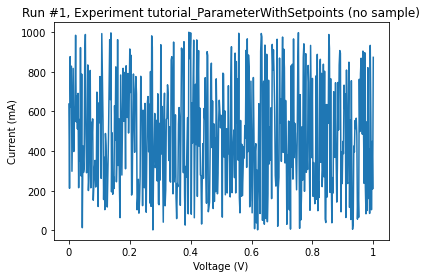 Run #1, Experiment tutorial_ParameterWithSetpoints (no sample)
1000
800
600
400
200
0
Current (mA)
0 0.2 0.4 0.6 0.8 1
Voltage (V)